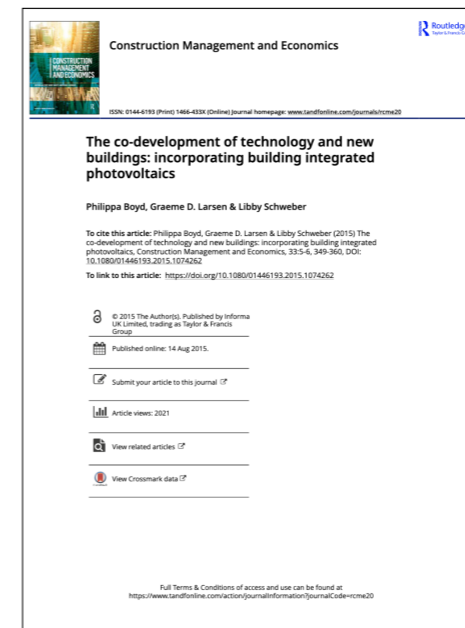 Routledge
Taylor & Francis Group
Construction Management and Economics
CONSTRUCTION
MANAGEMENT
AND ECONOMICS
ISSN: 0144-6193 (Print) 1466-433X (Online) Journal homepage: www.tandfonline.com/journals/rcme20
The co-development of technology and new
buildings: incorporating building integrated
photovoltaics
Philippa Boyd, Graeme D. Larsen & Libby Schweber
To cite this article: Philippa Boyd, Graeme D. Larsen & Libby Schweber (2015) The
co-development of technology and new buildings: incorporating building integrated
photovoltaics, Construction Management and Economics, 33:5-6, 349-360, DOI:
10.1080/01446193.2015.1074262
To link to this article: https://doi.org/10.1080/01446193.2015.1074262
© 2015 The Author(s). Published by Informa
UK Limited, trading as Taylor & Francis
Group
Published online: 14 Aug 2015.
Submit your article to this journal
Article views: 2021
View related articles
View Crossmark data
Full Terms & Conditions of access and use can be found at
https://www.tandfonline.com/action/journalInformation?journalCode=rcme20